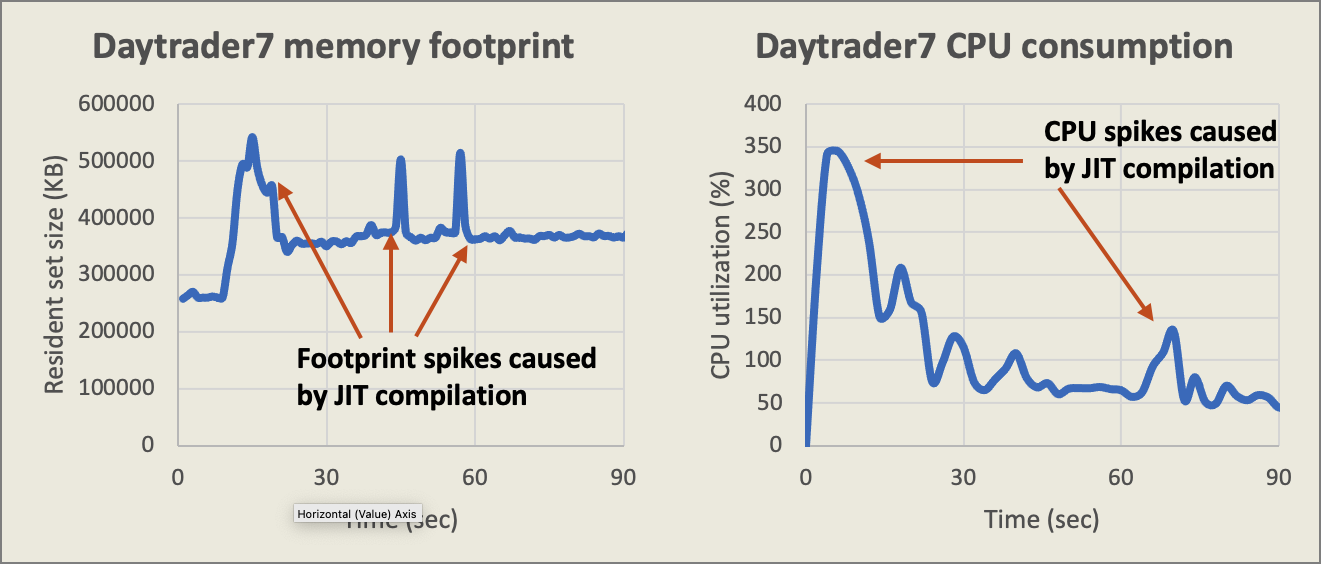 Daytrader7 memory footprint
600000
500000
400000
300000
200000
100000
0
Resident set size (KB)
Footprint spikes caused
by JIT compilation
0 30 60 90
Horizontal (Value) Axis
(sec)
Daytrader7 CPU consumption
400
350
300
250
200
150
100
50
0
CPU utilization (%)
CPU spikes caused
by JIT compilation
0 30 60 90
Time (sec)